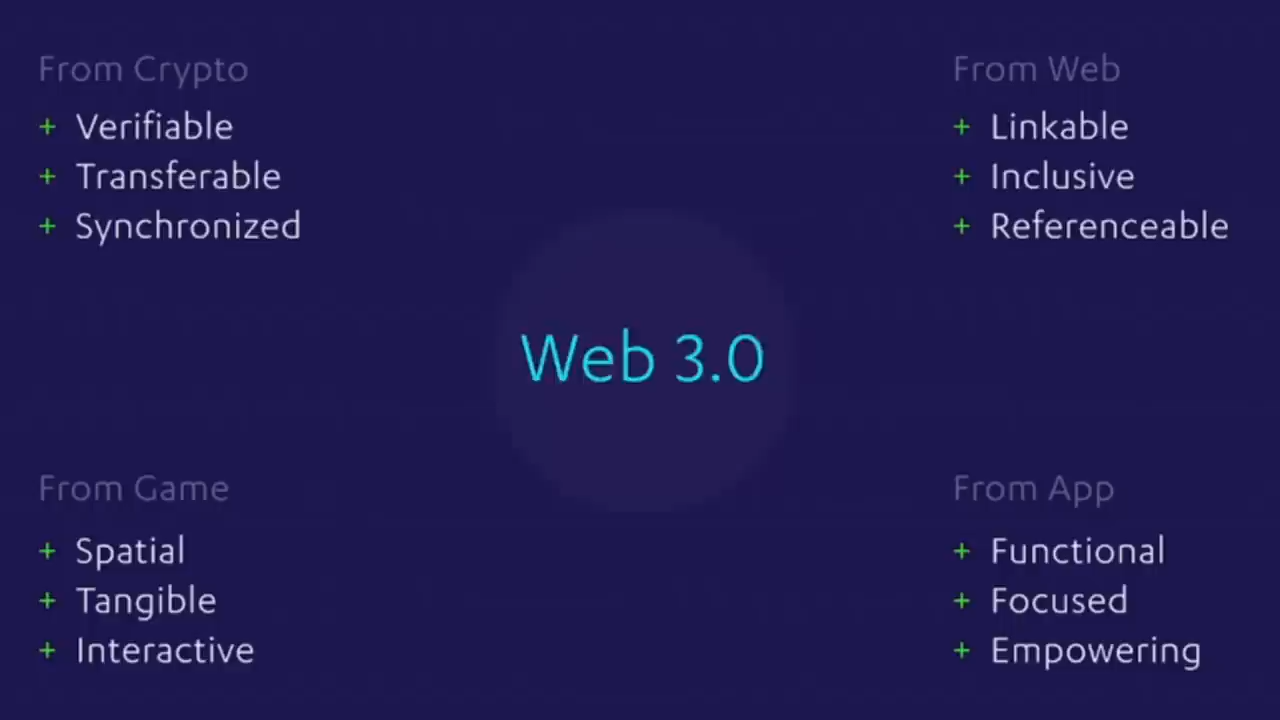 From Crypto
+ Verifiable
+ Transferable
+ Synchronized
From Web
+ Linkable
+ Inclusive
+ Referenceable
Web 3.0
From Game
+ Spatial
+ Tangible
+ Interactive
From App
+ Functional
+ Focused
+ Empowering